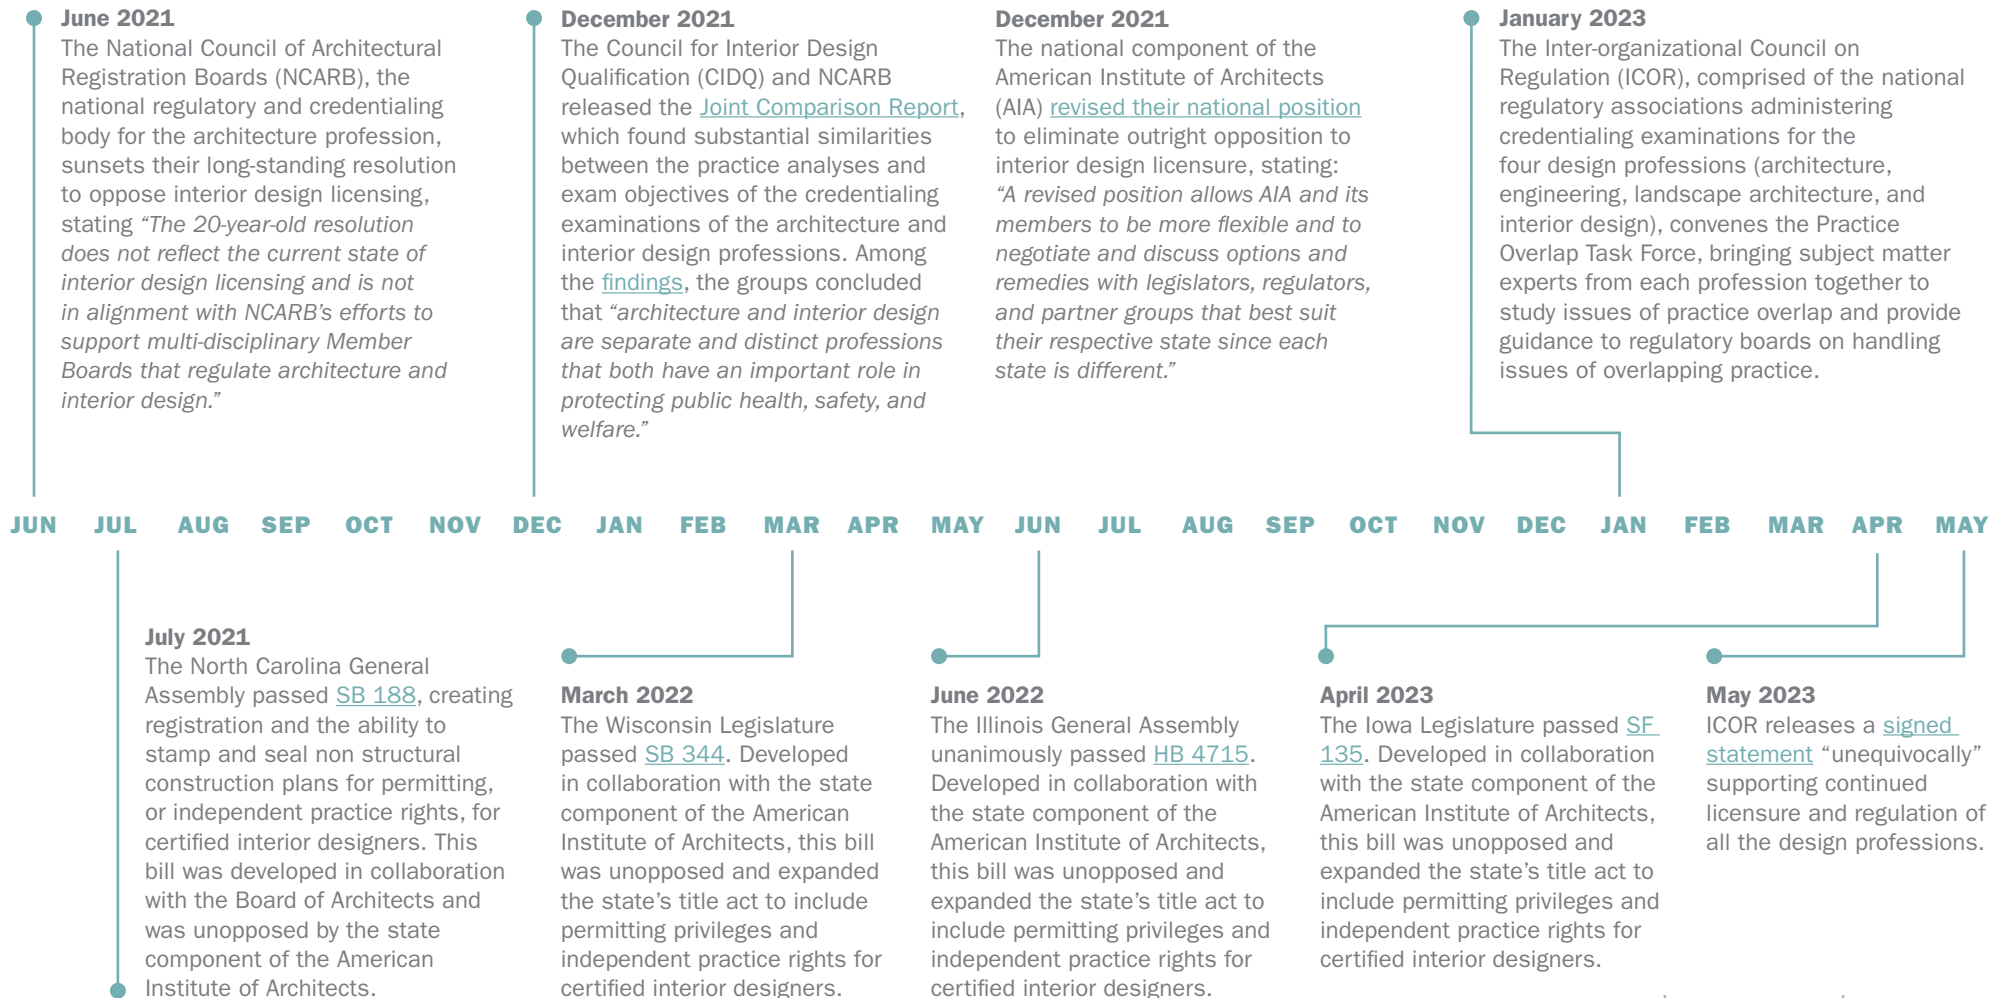 June 2021
The National Council of Architectural
Registration Boards (NCARB), the
national regulatory and credentialing
body for the architecture profession,
sunsets their long-standing resolution
to oppose interior design licensing,
stating “The 20-year-old resolution
does not reflect the current state of
interior design licensing and is not
in alignment with NCARB’s efforts to
support multi-disciplinary Member
Boards that regulate architecture and
interior design.”
December 2021
The Council for Interior Design
Qualification (CIDQ) and NCARB
released the Joint Comparison Report,
which found substantial similarities
between the practice analyses and
exam objectives of the credentialing
examinations of the architecture and
interior design professions. Among
the findings, the groups concluded
that “architecture and interior design
are separate and distinct professions
that both have an important role in
protecting public health, safety, and
welfare.”
December 2021
The national component of the
American Institute of Architects
(AIA) revised their national position
to eliminate outright opposition to
interior design licensure, stating:
“A revised position allows AIA and its
members to be more flexible and to
negotiate and discuss options and
remedies with legislators, regulators,
and partner groups that best suit
their respective state since each
state is different.”
January 2023
The Inter-organizational Council on
Regulation (ICOR), comprised of the national
regulatory associations administering
credentialing examinations for the
four design professions (architecture,
engineering, landscape architecture, and
interior design), convenes the Practice
Overlap Task Force, bringing subject matter
experts from each profession together to
study issues of practice overlap and provide
guidance to regulatory boards on handling
issues of overlapping practice.
JUN JUL AUG SEP OCT NOV DEC JAN FEB MAR APR MAY JUN JUL AUG SEP OCT NOV DEC JAN FEB MAR APR MAY
July 2021
The North Carolina General
Assembly passed SB 188, creating
registration and the ability to
stamp and seal non structural
construction plans for permitting,
or independent practice rights, for
certified interior designers. This
bill was developed in collaboration
with the Board of Architects and
was unopposed by the state
component of the American
Institute of Architects.
March 2022
The Wisconsin Legislature
passed SB 344. Developed
in collaboration with the state
component of the American
Institute of Architects, this bill
was unopposed and expanded
the state’s title act to include
permitting privileges and
independent practice rights for
certified interior designers.
June 2022
The Illinois General Assembly
unanimously passed HB 4715.
Developed in collaboration with
the state component of the
American Institute of Architects,
this bill was unopposed and
expanded the state’s title act to
include permitting privileges and
independent practice rights for
certified interior designers.
April 2023
The Iowa Legislature passed SF
135. Developed in collaboration
with the state component of the
American Institute of Architects,
this bill was unopposed and
expanded the state’s title act to
include permitting privileges and
independent practice rights for
certified interior designers.
May 2023
ICOR releases a signed
statement “unequivocally”
supporting continued
licensure and regulation of
all the design professions.